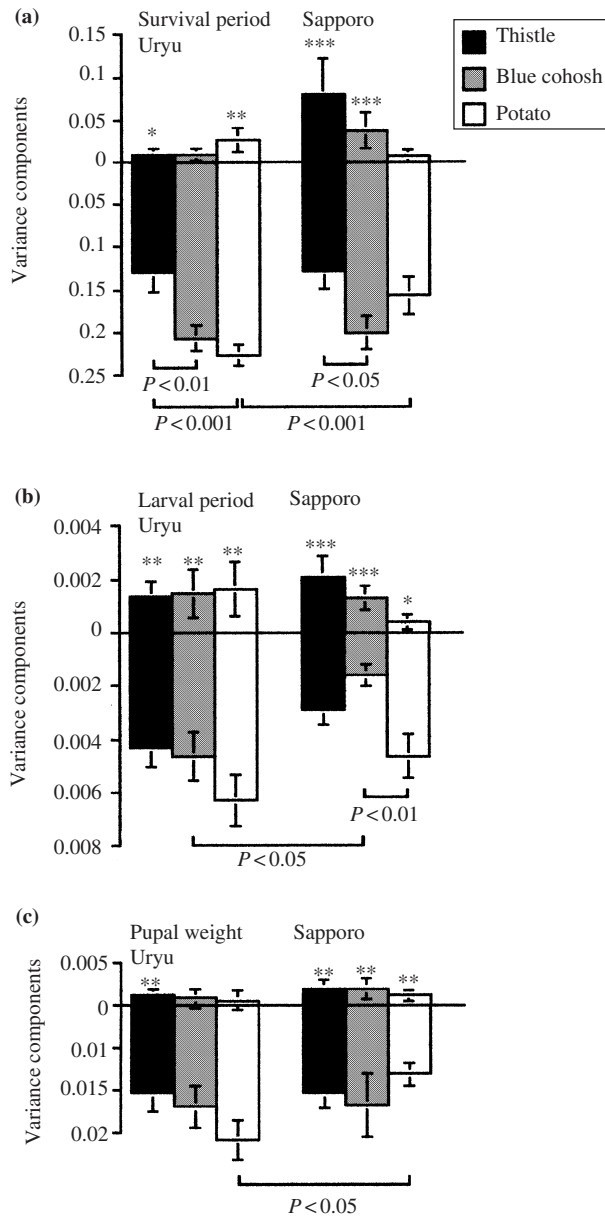 (a)
Survival period
Sapporo
Uryu
Thistle
Blue cohosh
Potato
Variance components
0.15
0.1
0.05
0
0.05
0.1
0.15
0.2
0.25
*
**
***
***
P<0.01
P<0.05
P<0.001
P<0.001
(b)
Larval period
Sapporo
Uryu
Variance components
0.004
0.002
0
0.002
0.004
0.006
0.008
**
**
**
***
***
*
P<0.01
P<0.05
(c)
Pupal weight
Sapporo
Uryu
Variance components
0.005
0
0.01
0.015
0.02
**
**
**
**
P<0.05